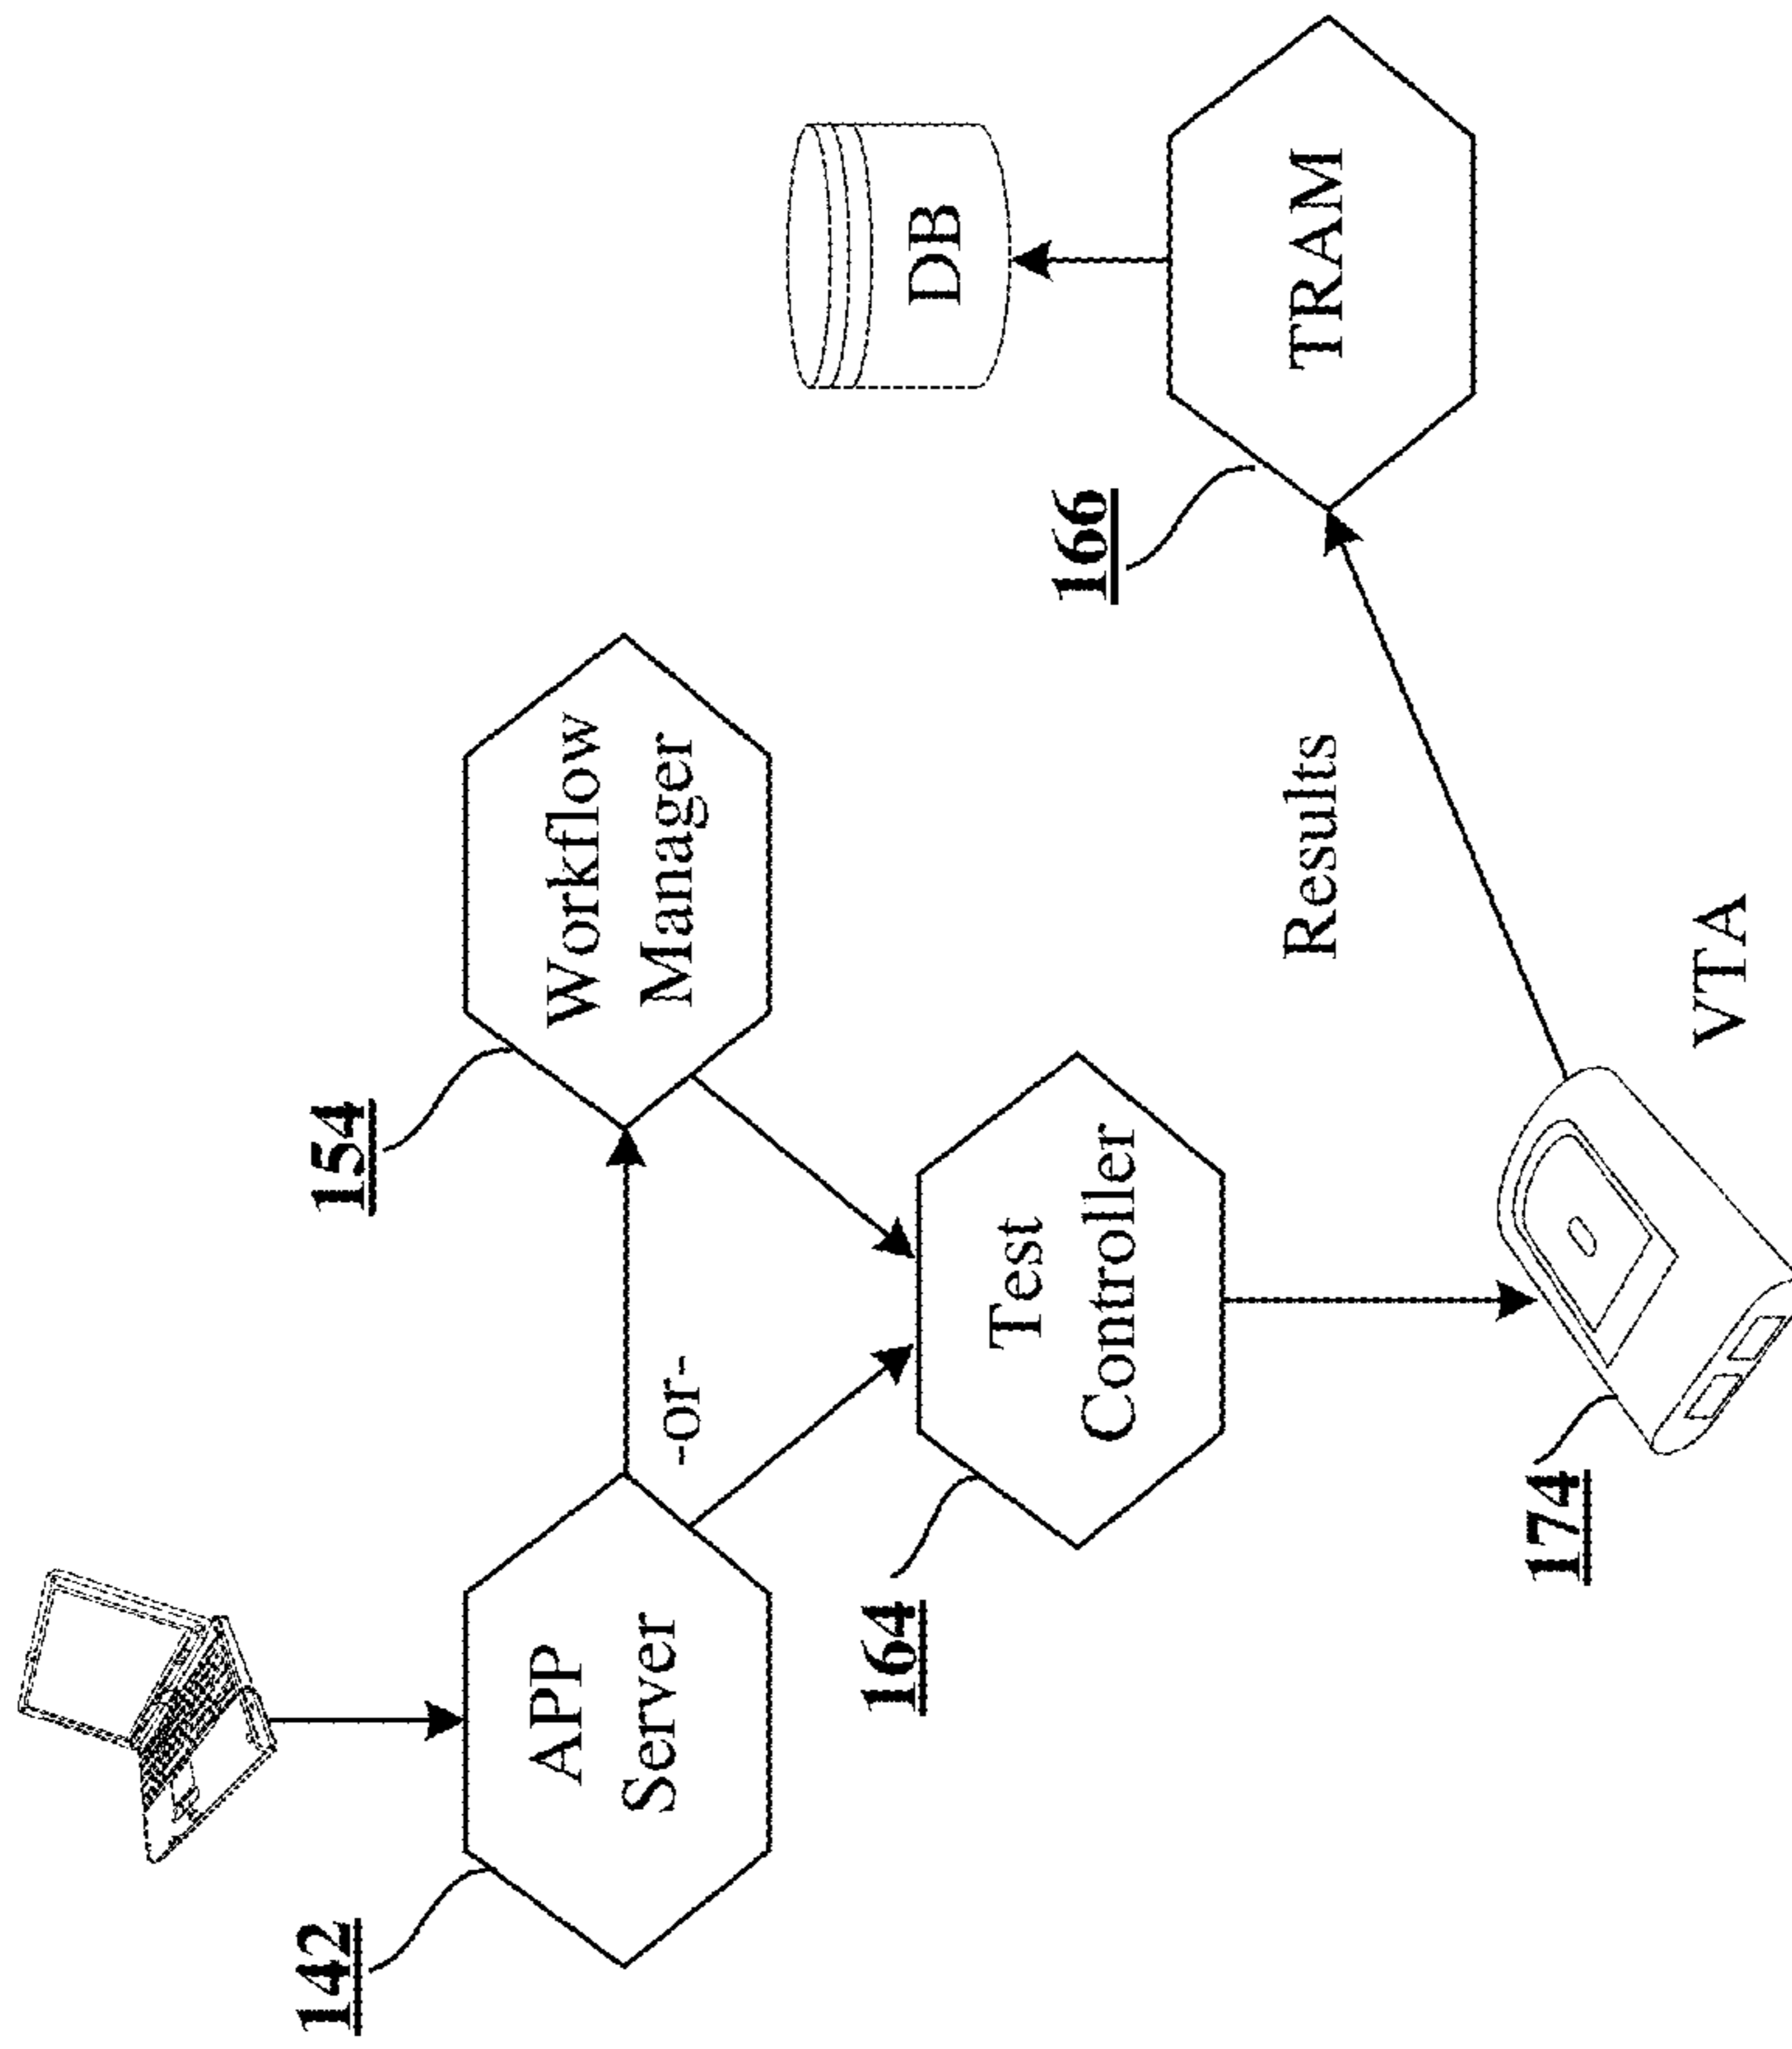 142
APP
Server
-or-
154
Workflow
Manager
164
Test
Controller
174
VTA
Results
166
TRAM
DB